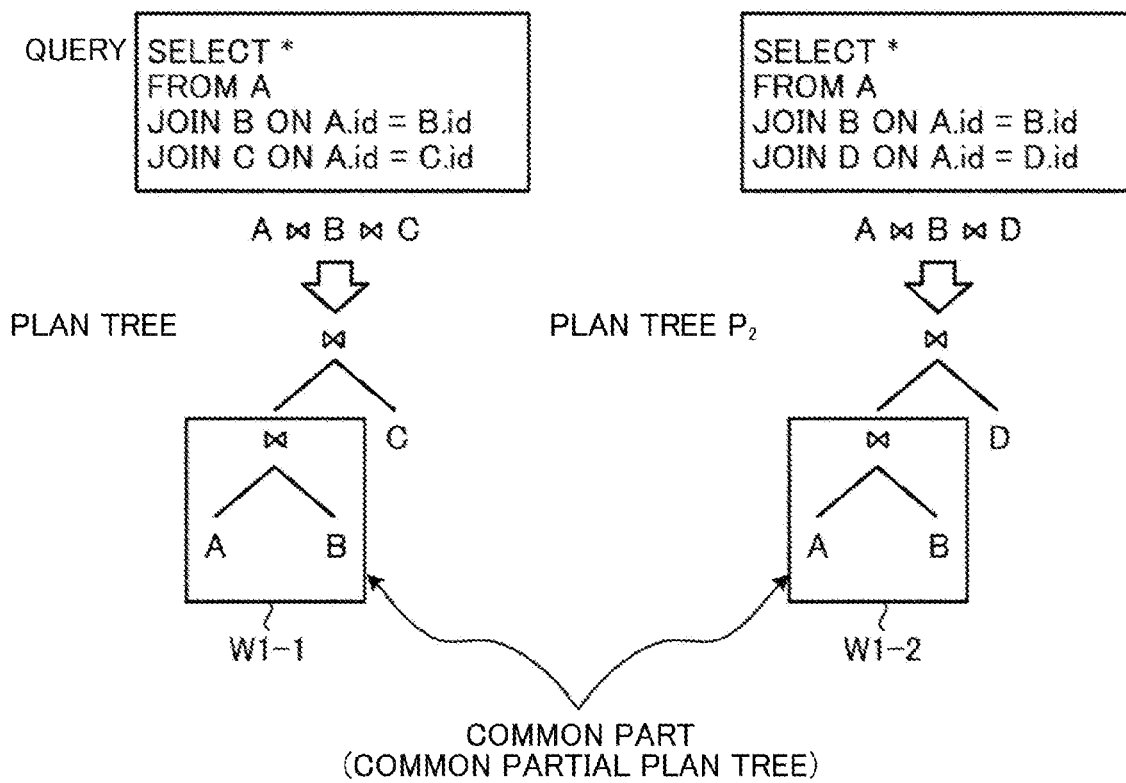 QUERY
SELECT *
FROM A
JOIN B ON A.id = B.id
JOIN C ON A.id = C.id
SELECT *
FROM A
JOIN B ON A.id = B.id
JOIN D ON A.id = D.id
A ⋈ B ⋈ C
A ⋈ B ⋈ D
PLAN TREE
⋈
C
⋈
A B
W1-1
PLAN TREE P₂
⋈
D
⋈
A B
W1-2
COMMON PART
(COMMON PARTIAL PLAN TREE)